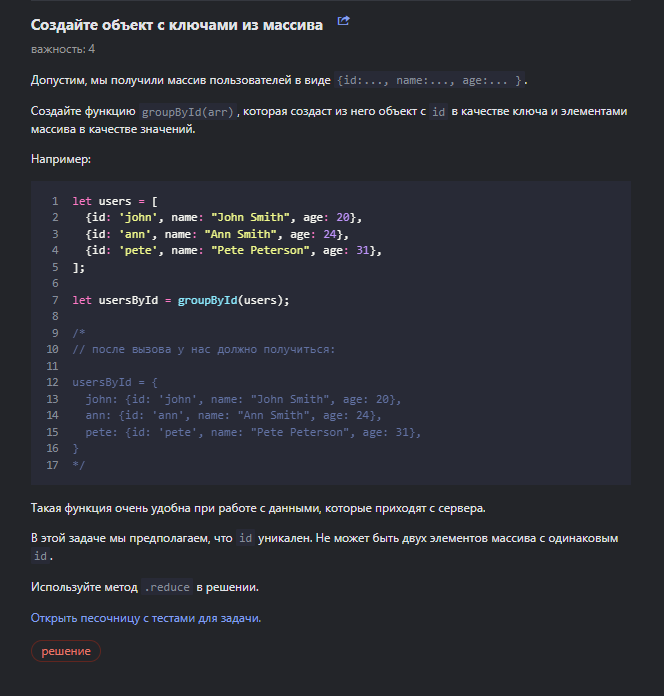 Создайте объект с ключами из массива
важность: 4
Допустим, мы получили массив пользователей в виде {id:..., name:..., age:... }.
Создайте функцию groupById(arr), которая создаст из него объект с id в качестве ключа и элементами
массива в качестве значений.
Например:
1 let users = [
2   {id: 'john', name: "John Smith", age: 20},
3   {id: 'ann', name: "Ann Smith", age: 24},
4   {id: 'pete', name: "Pete Peterson", age: 31},
5 ];
6
7 let usersById = groupById(users);
8
9 /*
10 // после вызова у нас должно получиться:
11
12 usersById = {
13   john: {id: 'john', name: "John Smith", age: 20},
14   ann: {id: 'ann', name: "Ann Smith", age: 24},
15   pete: {id: 'pete', name: "Pete Peterson", age: 31},
16 }
17 */
Такая функция очень удобна при работе с данными, которые приходят с сервера.
В этой задаче мы предполагаем, что id уникален. Не может быть двух элементов массива с одинаковым
id.
Используйте метод .reduce в решении.
Открыть песочницу с тестами для задачи.
решение